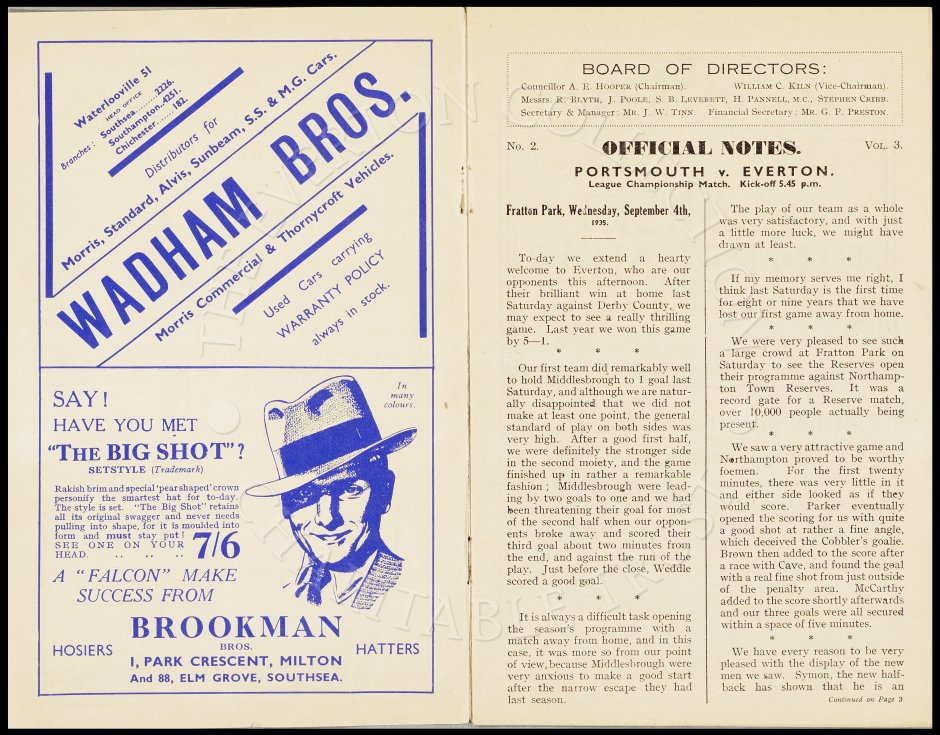 Waterlooville 51
HEAD OFFICE
Branches : Southsea..........2226.
Southampton..4251.
Chichester........182.
Distributors for
Morris, Standard, Alvis, Sunbeam, S.S. & M.G. Cars.
WADHAM BROS.
Morris Commercial & Thornycroft Vehicles.
Used Cars carrying
WARRANTY POLICY
always in stock.
SAY!
HAVE YOU MET
"THE BIG SHOT"?
SETSTYLE (Trademark)
In
many
colours.
Rakish brim and special 'pear shaped' crown
personify the smartest hat for to-day.
The style is set. "The Big Shot" retains
all its original swagger and never needs
pulling into shape, for it is moulded into
form and must stay put!
SEE ONE ON YOUR
HEAD. .. .. .. ..
7/6
A "FALCON" MAKE
SUCCESS FROM
BROOKMAN
BROS.
HOSIERS HATTERS
1, PARK CRESCENT, MILTON
And 88, ELM GROVE, SOUTHSEA.
BOARD OF DIRECTORS:
Councillor A. E. HOOPER (Chairman). WILLIAM C. KILN (Vice-Chairman).
Messrs. R. BLYTH, J. POOLE, S. B. LEVERETT, H. PANNELL, M.C., STEPHEN CRIBB.
Secretary & Manager: MR. J. W. TINN. Financial Secretary: MR. G. F. PRESTON.
No. 2. OFFICIAL NOTES. VOL. 3.
PORTSMOUTH v. EVERTON.
League Championship Match. Kick-off 5.45 p.m.
Fratton Park, Wednesday, September 4th,
1935.
To-day we extend a hearty
welcome to Everton, who are our
opponents this afternoon. After
their brilliant win at home last
Saturday against Derby County, we
may expect to see a really thrilling
game. Last year we won this game
by 5—1.
* * *
Our first team did remarkably well
to hold Middlesbrough to 1 goal last
Saturday, and although we are natur-
ally disappointed that we did not
make at least one point, the general
standard of play on both sides was
very high. After a good first half,
we were definitely the stronger side
in the second moiety, and the game
finished up in rather a remarkable
fashion; Middlesbrough were lead-
ing by two goals to one and we had
been threatening their goal for most
of the second half when our oppon-
ents broke away and scored their
third goal about two minutes from
the end, and against the run of the
play. Just before the close, Weddle
scored a good goal.
* * *
It is always a difficult task opening
the season's programme with a
match away from home, and in this
case, it was more so from our point
of view, because Middlesbrough were
very anxious to make a good start
after the narrow escape they had
last season.
The play of our team as a whole
was very satisfactory, and with just
a little more luck, we might have
drawn at least.
* * *
If my memory serves me right, I
think last Saturday is the first time
for eight or nine years that we have
lost our first game away from home.
* * *
We were very pleased to see such
a large crowd at Fratton Park on
Saturday to see the Reserves open
their programme against Northamp-
ton Town Reserves. It was a
record gate for a Reserve match,
over 10,000 people actually being
present.
* * *
We saw a very attractive game and
Northampton proved to be worthy
foemen. For the first twenty
minutes, there was very little in it
and either side looked as if they
would score. Parker eventually
opened the scoring for us with quite
a good shot at rather a fine angle,
which deceived the Cobbler's goalie.
Brown then added to the score after
a race with Cave, and found the goal
with a real fine shot from just outside
of the penalty area. McCarthy
added to the score shortly afterwards
and our three goals were all secured
within a space of five minutes.
* * *
We have every reason to be very
pleased with the display of the new
men we saw. Symon, the new half-
back has shown that he is an
Continued on Page 3